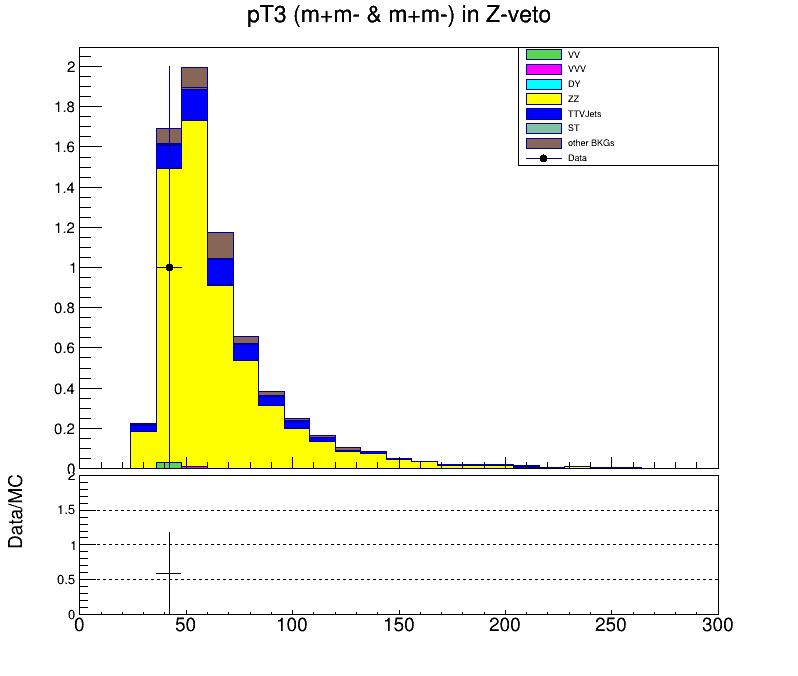 pT3 (m+m- & m+m-) in Z-veto
VV
VVV
DY
ZZ
TTVJets
ST
other BKGs
Data
2
1.8
1.6
1.4
1.2
1
0.8
0.6
0.4
0.2
0
Data/MC
2
1.5
1
0.5
0
0 50 100 150 200 250 300